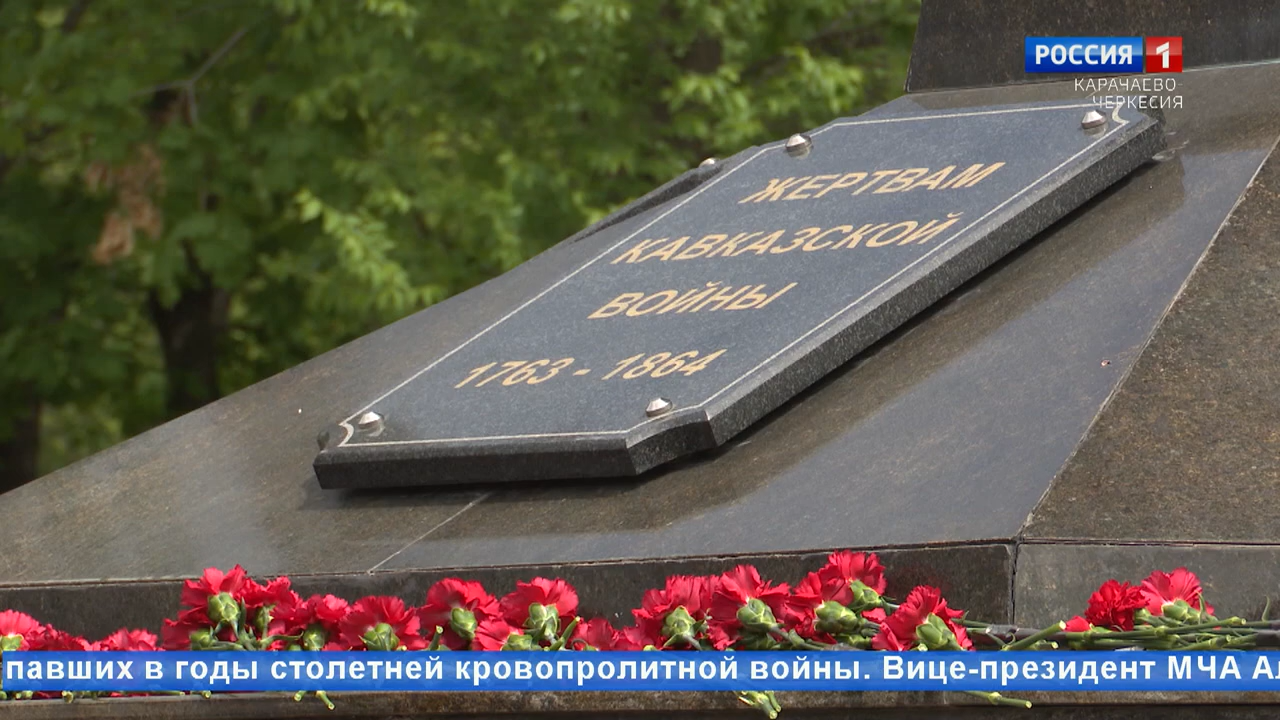 РОССИЯ 1
КАРАЧАЕВО-
ЧЕРКЕСИЯ
ЖЕРТВАМ
КАВКАЗСКОЙ
ВОЙНЫ
1763 - 1864
павших в годы столетней кровопролитной войны. Вице-президент МЧА